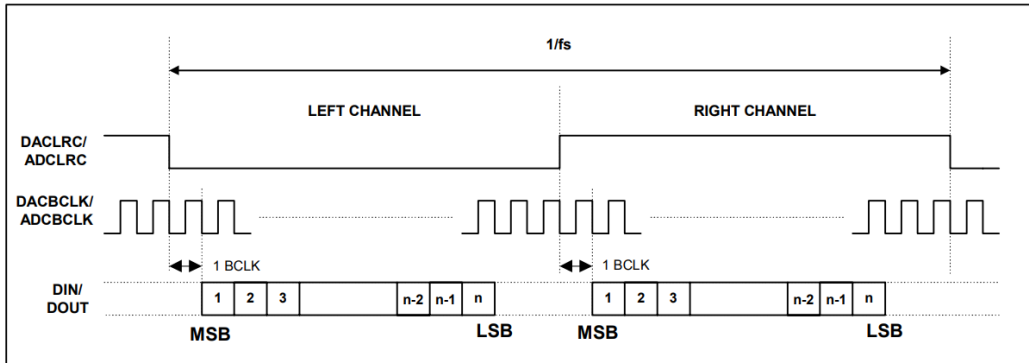 1/fs
LEFT CHANNEL RIGHT CHANNEL
DACLRC/
ADCLRC
DACBCLK/
ADCBCLK
1 BCLK 1 BCLK
DIN/
DOUT
1 2 3 n-2 n-1 n 1 2 3 n-2 n-1 n
MSB LSB MSB LSB